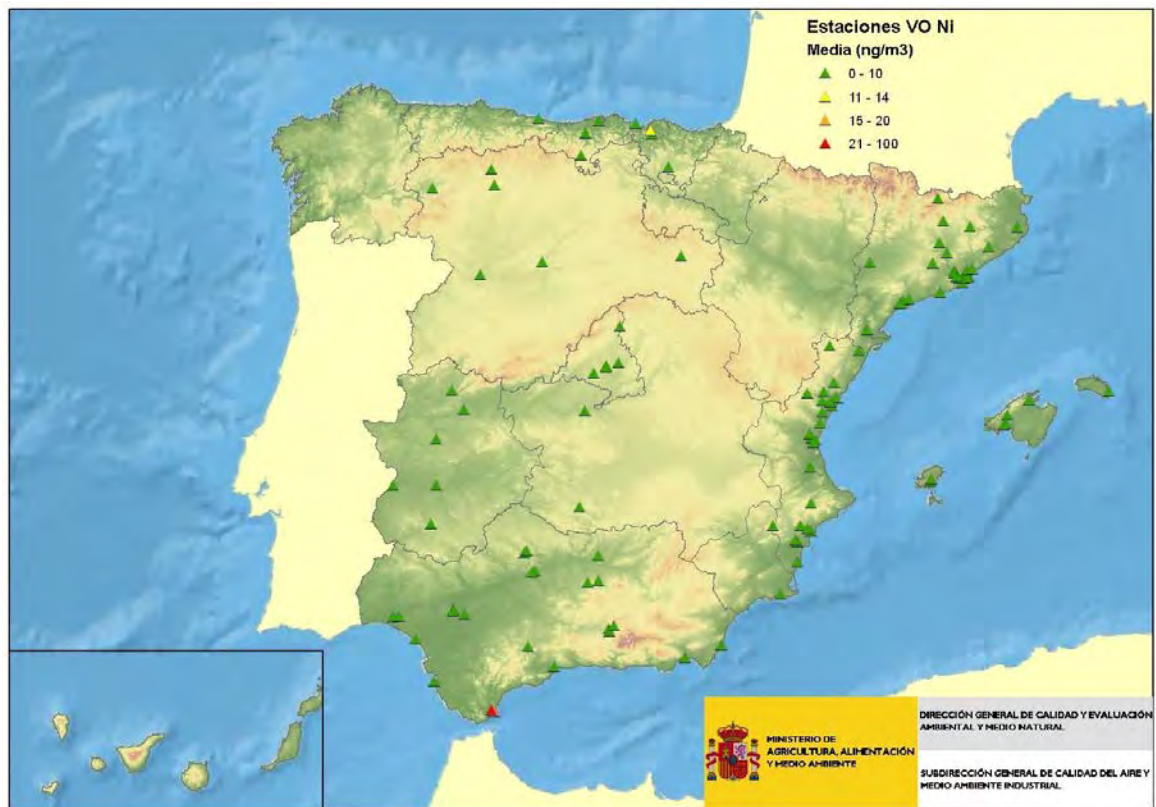 Estaciones VO Ni
Media (ng/m3)
0 - 10
11 - 14
15 - 20
21 - 100
MINISTERIO DE
AGRICULTURA, ALIMENTACIÓN
Y MEDIO AMBIENTE
DIRECCIÓN GENERAL DE CALIDAD Y EVALUACIÓN
AMBIENTAL Y MEDIO NATURAL
SUBDIRECCIÓN GENERAL DE CALIDAD DEL AIRE Y
MEDIO AMBIENTE INDUSTRIAL